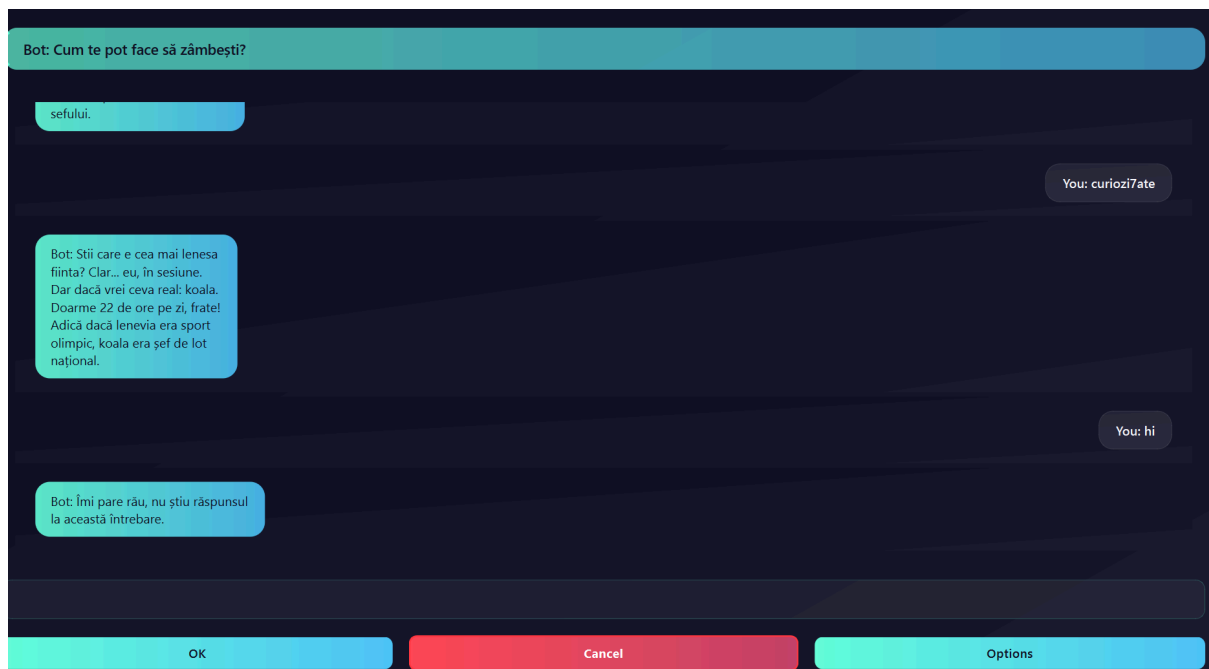 Bot: Cum te pot face să zâmbești?
sefului.
You: curiozi7ate
Bot: Stii care e cea mai lenesa
fiinta? Clar... eu, în sesiune.
Dar dacă vrei ceva real: koala.
Doarme 22 de ore pe zi, frate!
Adică dacă lenevia era sport
olimpic, koala era șef de lot
național.
You: hi
Bot: Îmi pare rău, nu știu răspunsul
la această întrebare.
OK
Cancel
Options